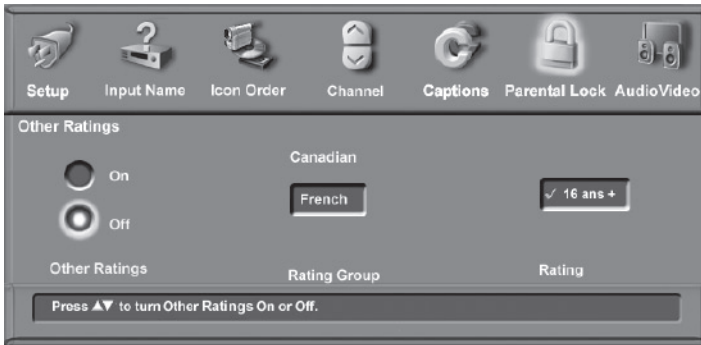 Setup Input Name Icon Order Channel Captions Parental Lock AudioVideo
Other Ratings
On
Off
Other Ratings
Canadian
French
Rating Group
✓ 16 ans +
Rating
Press ▲▼ to turn Other Ratings On or Off.